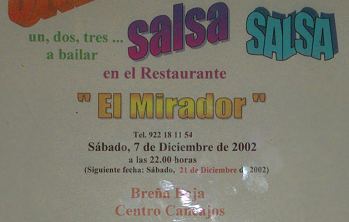 un, dos, tres ...
a bailar
salsa
SALSA
en el Restaurante
" El Mirador "
Tel. 922 18 11 54
Sábado, 7 de Diciembre de 2002
a las 22.00 horas
(Siguiente fecha: Sábado, 21 de Diciembre de 2002)
Breña Baja
Centro Cancajos